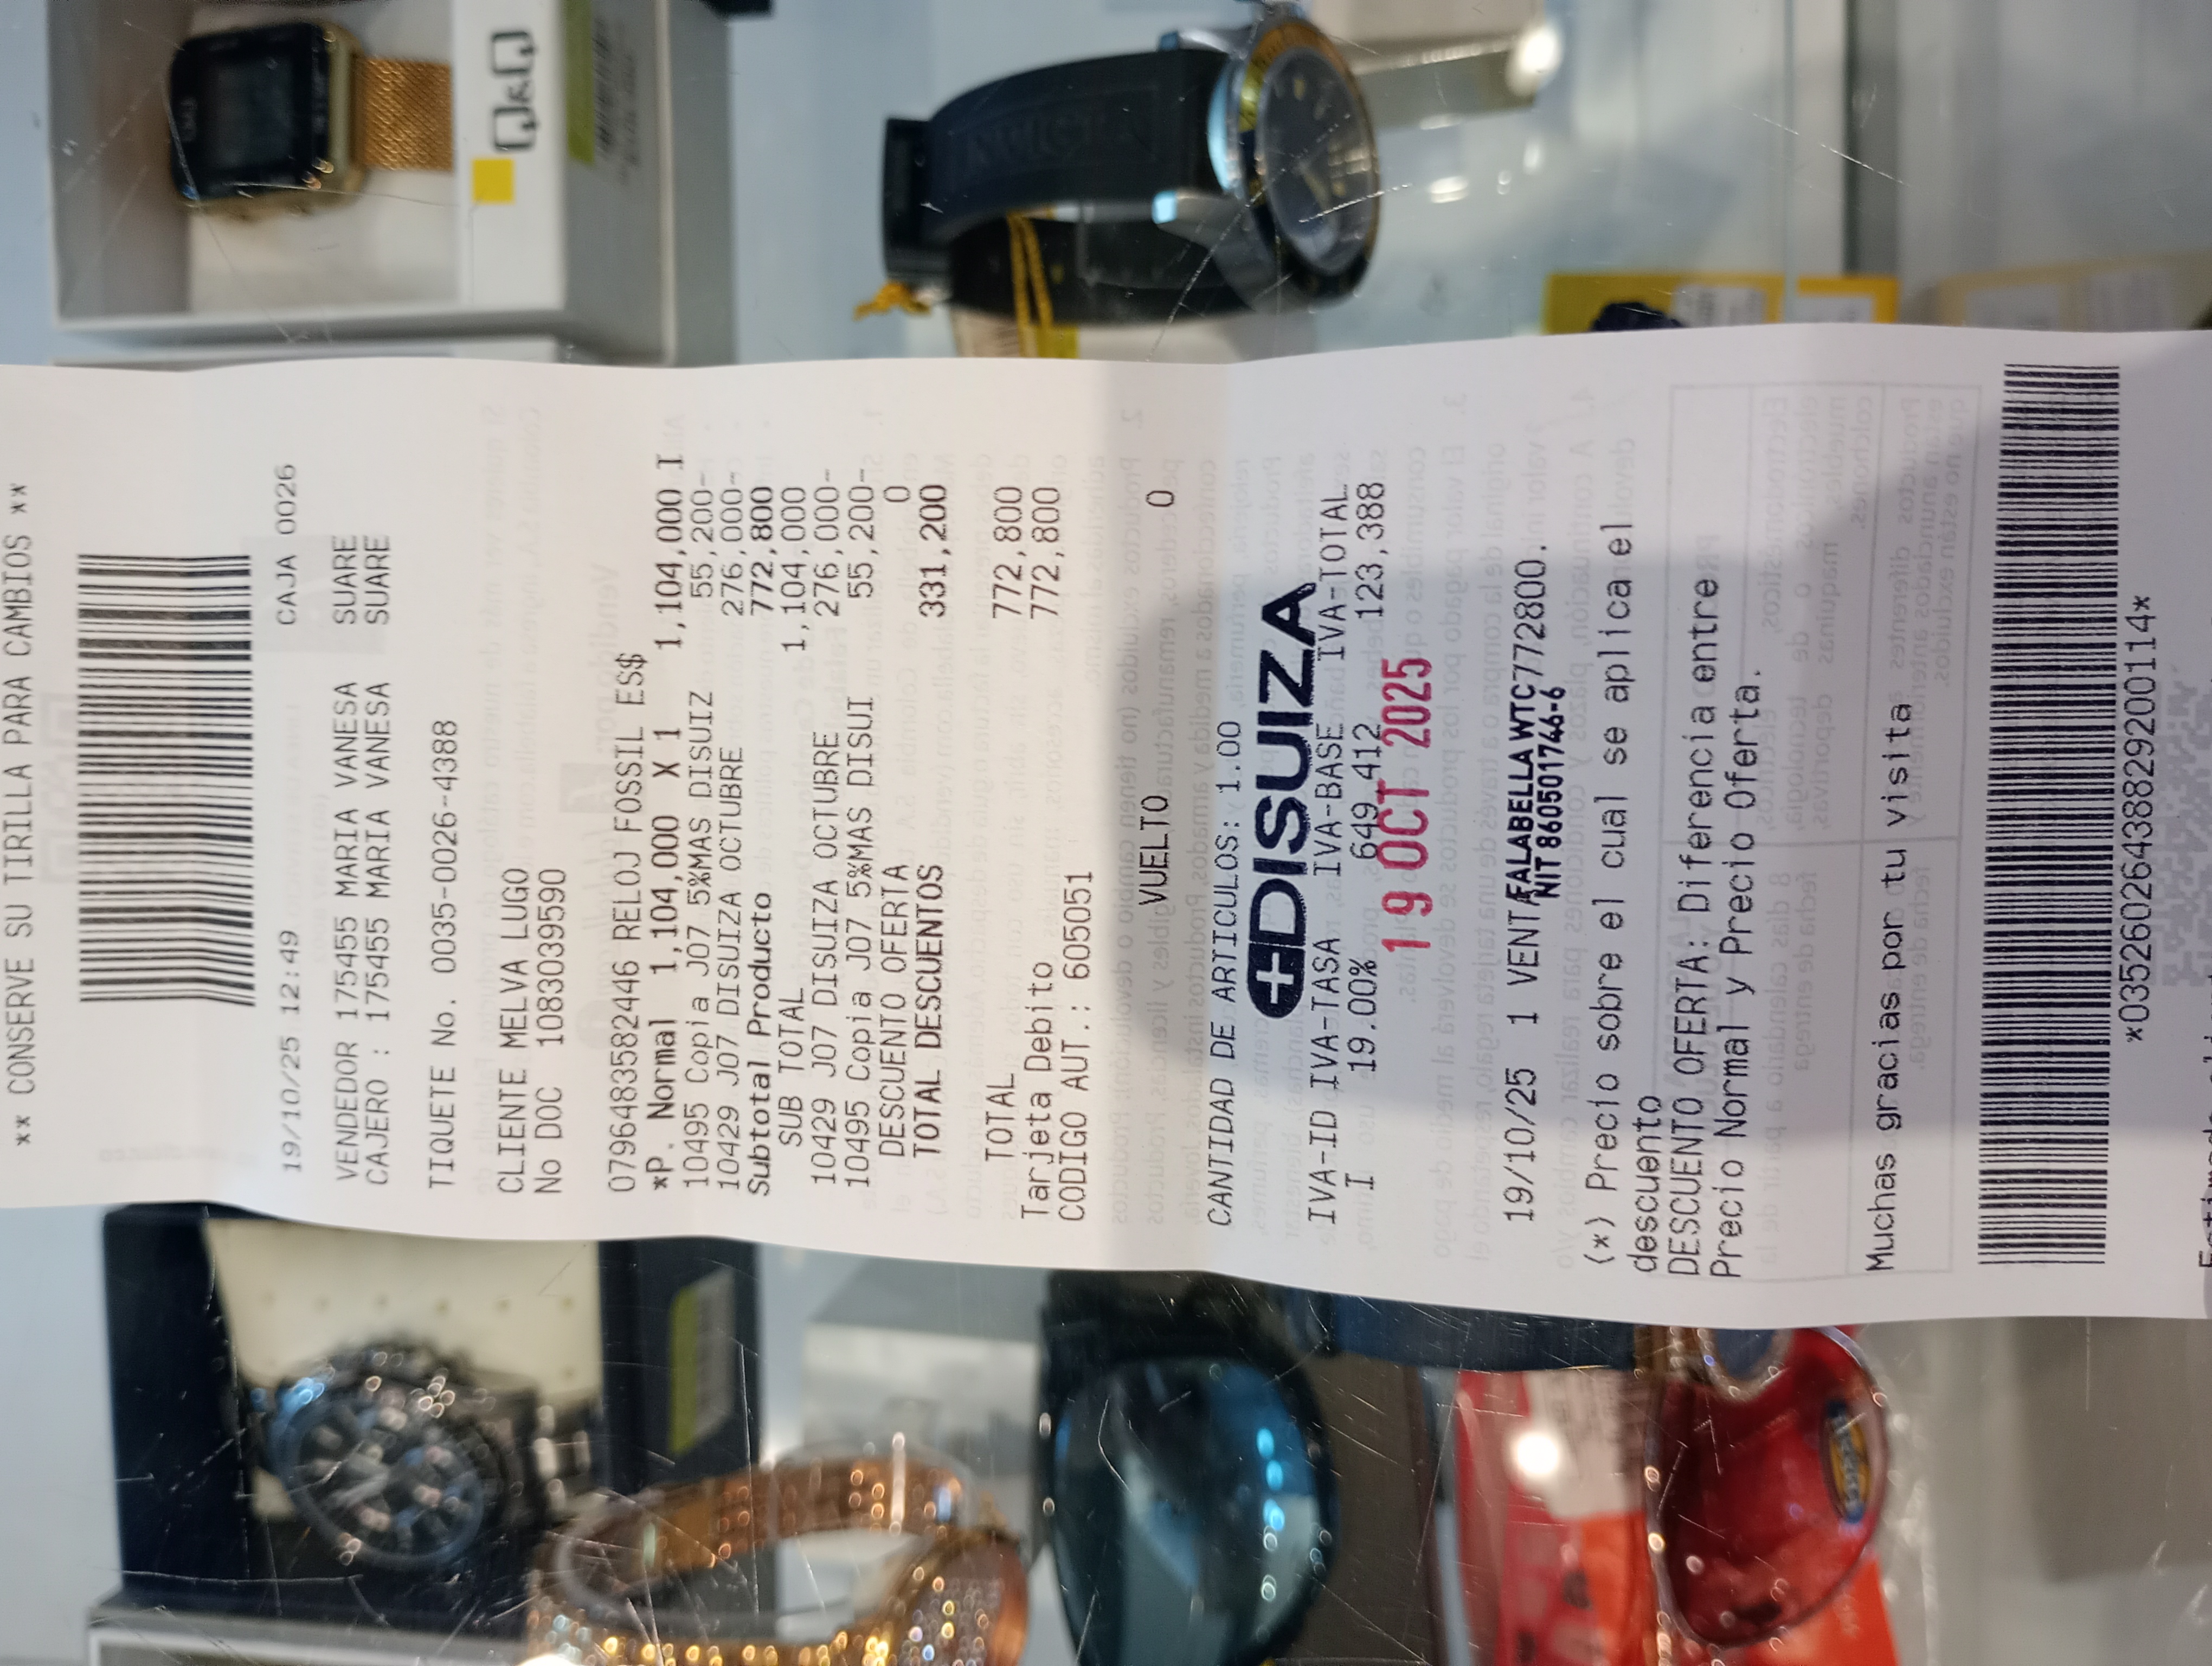 ** CONSERVE SU TIRILLA PARA CAMBIOS **
19/10/25 12:49 CAJA 0026
VENDEDOR 175455 MARIA VANESA SUARE
CAJERO : 175455 MARIA VANESA SUARE
TIQUETE No. 0035-0026-4388
CLIENTE MELVA LUGO
No DOC 1083039590
0796483582446 RELOJ FOSSIL ES$
*P. Normal 1,104,000 X 1 1,104,000 I
10495 Copia J07 5%MAS DISUIZ 55,200-
10429 J07 DISUIZA OCTUBRE 276,000-
Subtotal Producto 772,800
SUB TOTAL 1,104,000
10429 J07 DISUIZA OCTUBRE 276,000-
10495 Copia J07 5%MAS DISUI 55,200-
DESCUENTO OFERTA 0
TOTAL DESCUENTOS 331,200
TOTAL 772,800
Tarjeta Debito 772,800
CODIGO AUT.: 605051
VUELTO 0
CANTIDAD DE ARTICULOS: 1.00
DISUIZA
IVA-ID IVA-TASA IVA-BASE IVA-TOTAL
I 19.00% 649,412 123,388
19 OCT 2025
19/10/25 1 VENTA 772800.
FALABELLA WTC
NIT 860501746-6
(*) Precio sobre el cual se aplica el
descuento
DESCUENTO OFERTA: Diferencia entre
Precio Normal y Precio Oferta.
Muchas gracias por tu visita
*03526026438829200114*
Q&Q